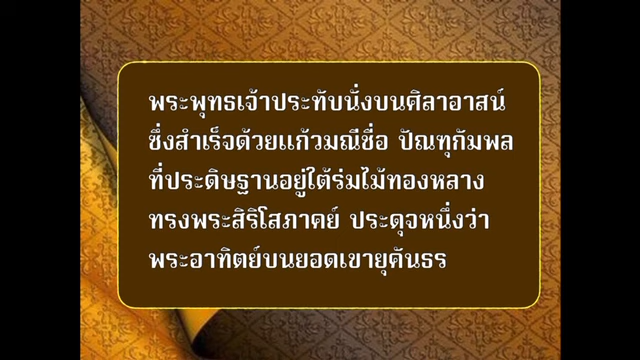 พระพุทธเจ้าประทับนั่งบนศิลาอาสน์
ซึ่งสำเร็จด้วยแก้วมณีชื่อ ปัณฑุกัมพล
ที่ประดิษฐานอยู่ใต้ร่มไม้ทองหลาง
ทรงพระสิริโสภาคย์ ประดุจหนึ่งว่า
พระอาทิตย์บนยอดเขายุคันธร